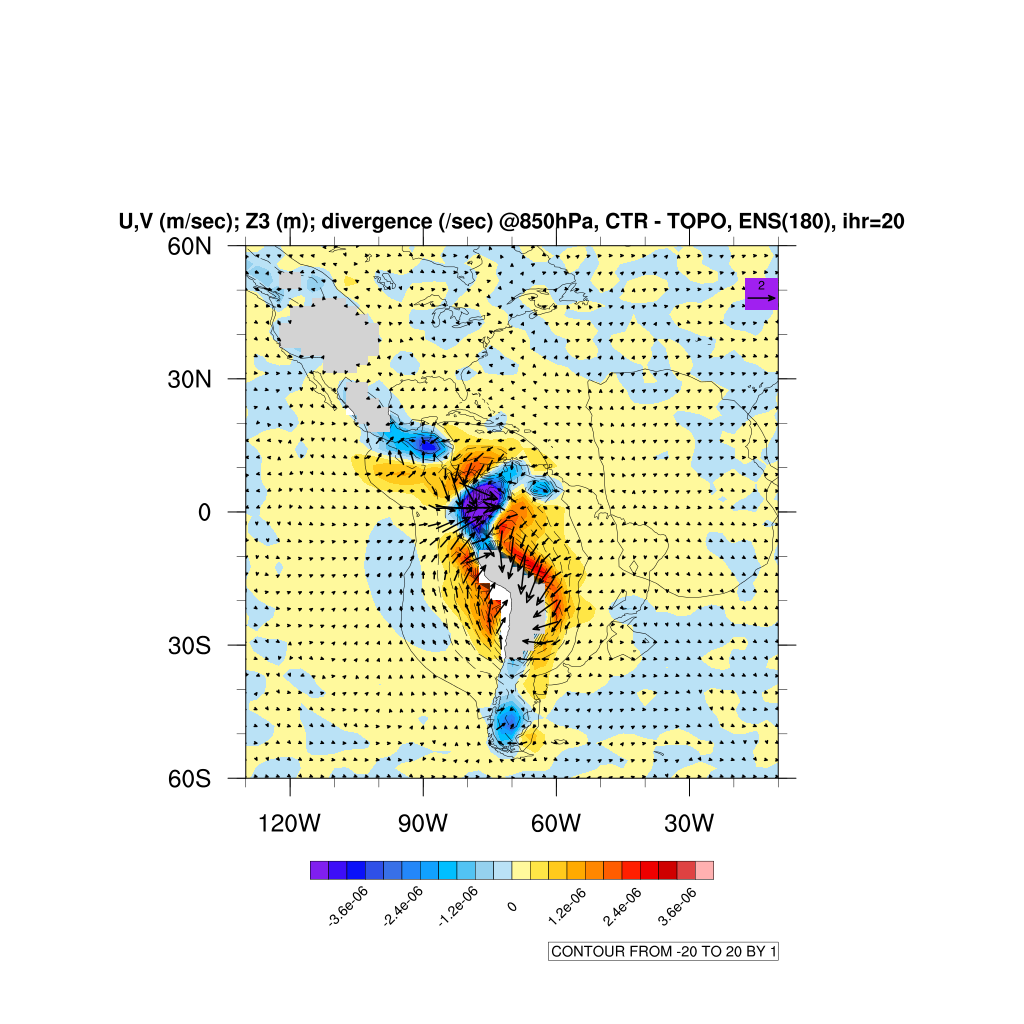 U,V (m/sec); Z3 (m); divergence (/sec) @850hPa, CTR - TOPO, ENS(180), ihr=20
60N
2
30N
0
30S
60S
120W 90W 60W 30W
-3.6e-06 -2.4e-06 -1.2e-06 0 1.2e-06 2.4e-06 3.6e-06
CONTOUR FROM -20 TO 20 BY 1